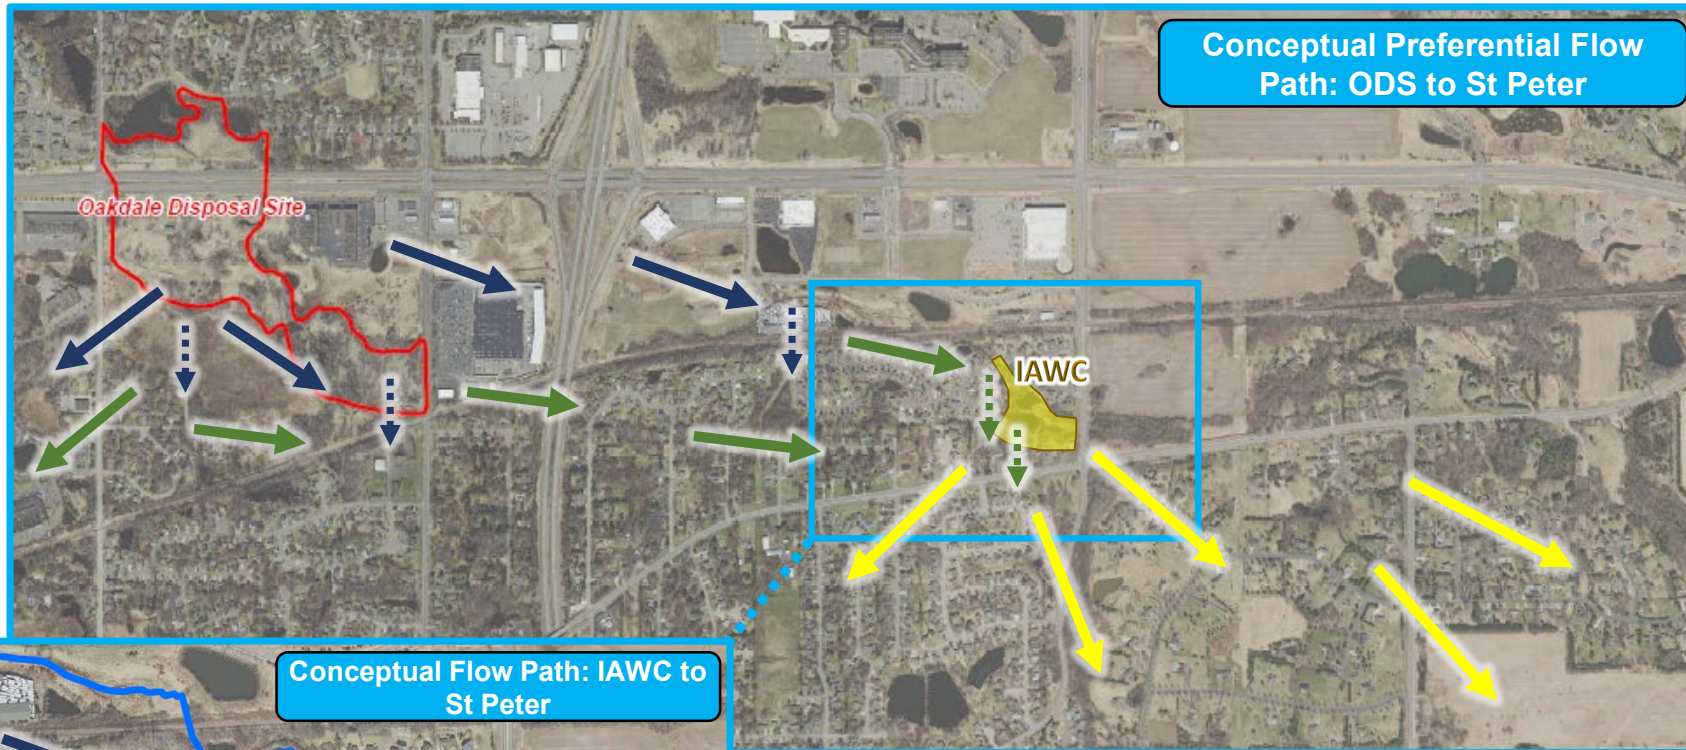 Conceptual Preferential Flow
Path: ODS to St Peter
Oakdale Disposal Site
IAWC
Conceptual Flow Path: IAWC to
St Peter